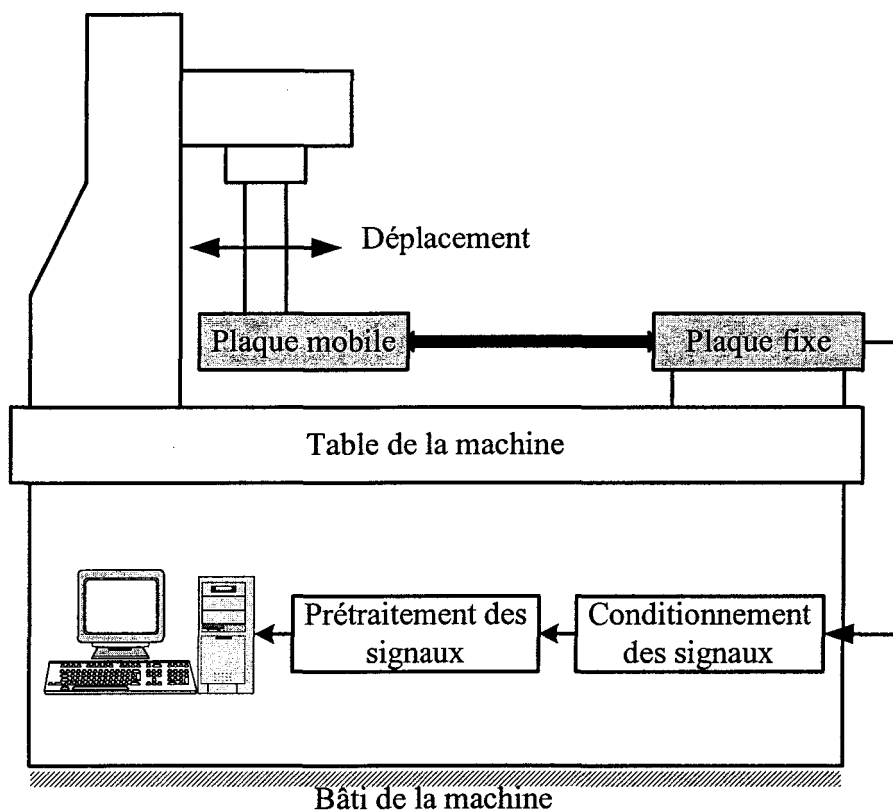 Déplacement
Plaque mobile
Plaque fixe
Table de la machine
Prétraitement des
signaux
Conditionnement
des signaux
Bâti de la machine